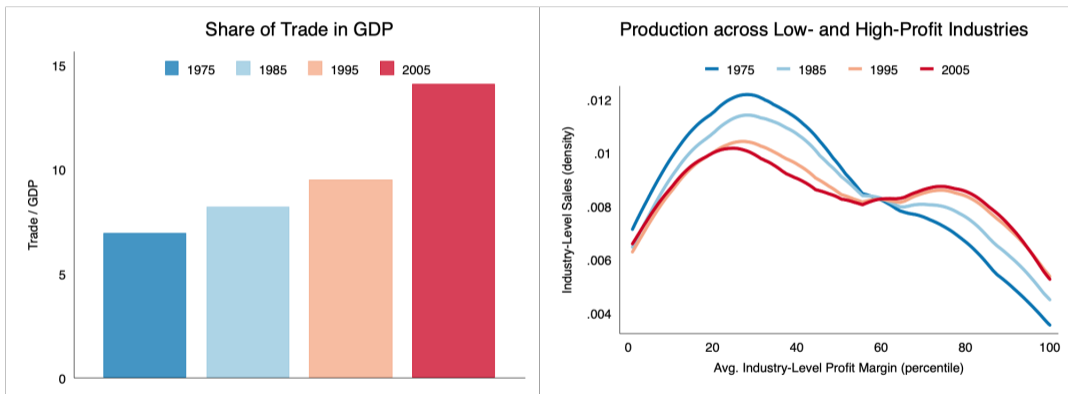 Share of Trade in GDP
1975 1985 1995 2005
15
10
5
0
Trade / GDP
Production across Low- and High-Profit Industries
1975 1985 1995 2005
.012
.01
.008
.006
.004
Industry-Level Sales (density)
0 20 40 60 80 100
Avg. Industry-Level Profit Margin (percentile)